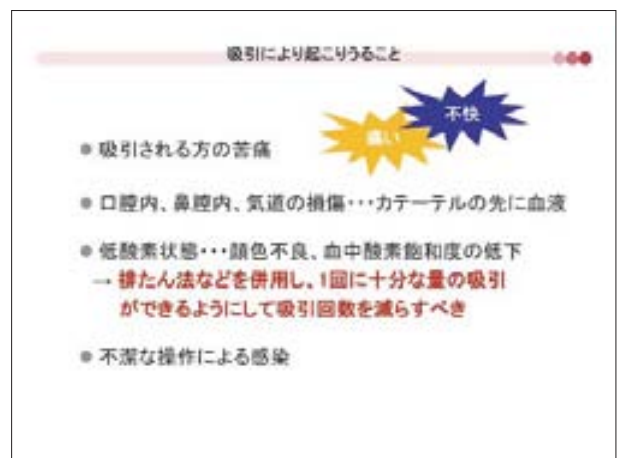 吸引により起こりうること
不快
痛い
● 吸引される方の苦痛
● 口腔内、鼻腔内、気道の損傷・・・カテーテルの先に血液
● 低酸素状態・・・顔色不良、血中酸素飽和度の低下
→ 排たん法などを併用し、1回に十分な量の吸引
ができるようにして吸引回数を減らすべき
● 不潔な操作による感染